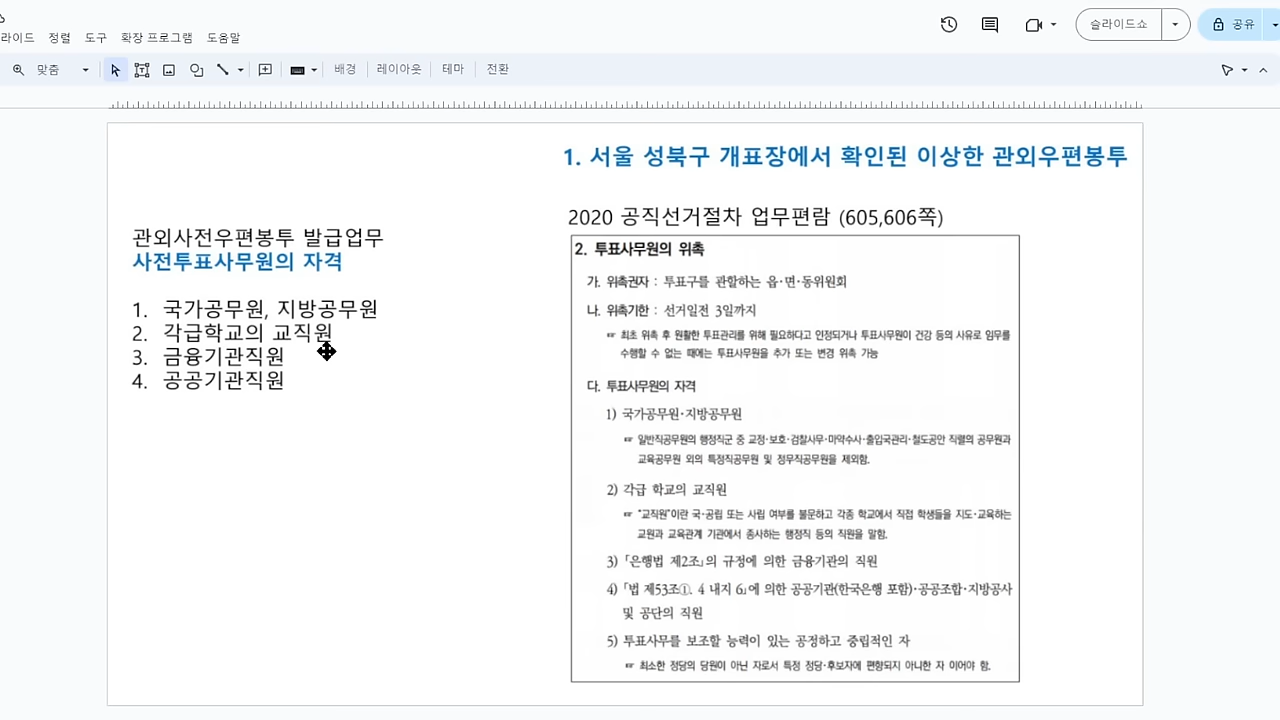 라이드 정렬 도구 확장 프로그램 도움말
슬라이드쇼
공유
맞춤
배경 레이아웃 테마 전환
1. 서울 성북구 개표장에서 확인된 이상한 관외우편봉투
관외사전우편봉투 발급업무
사전투표사무원의 자격
1. 국가공무원, 지방공무원
2. 각급학교의 교직원
3. 금융기관직원
4. 공공기관직원
2020 공직선거절차 업무편람 (605,606쪽)
2. 투표사무원의 위촉
가. 위촉권자 : 투표구를 관할하는 읍·면·동위원회
나. 위촉기한 : 선거일전 3일까지
☞ 최초 위촉 후 원활한 투표관리를 위해 필요하다고 인정되거나 투표사무원이 건강 등의 사유로 임무를
수행할 수 없는 때에는 투표사무원을 추가 또는 변경 위촉 가능
다. 투표사무원의 자격
1) 국가공무원·지방공무원
☞ 일반직공무원의 행정직군 중 교정·보호·검찰사무·마약수사·출입국관리·철도공안 직렬의 공무원과
교육공무원 외의 특정직공무원 및 정무직공무원을 제외함.
2) 각급 학교의 교직원
☞ "교직원"이란 국·공립 또는 사립 여부를 불문하고 각종 학교에서 직접 학생들을 지도·교육하는
교원과 교육관계 기관에서 종사하는 행정직 등의 직원을 말함.
3) 「은행법 제2조」의 규정에 의한 금융기관의 직원
4) 「법 제53조①. 4 내지 6」에 의한 공공기관(한국은행 포함)·공공조합·지방공사
및 공단의 직원
5) 투표사무를 보조할 능력이 있는 공정하고 중립적인 자
☞ 최소한 정당의 당원이 아닌 자로서 특정 정당·후보자에 편향되지 아니한 자 이어야 함.